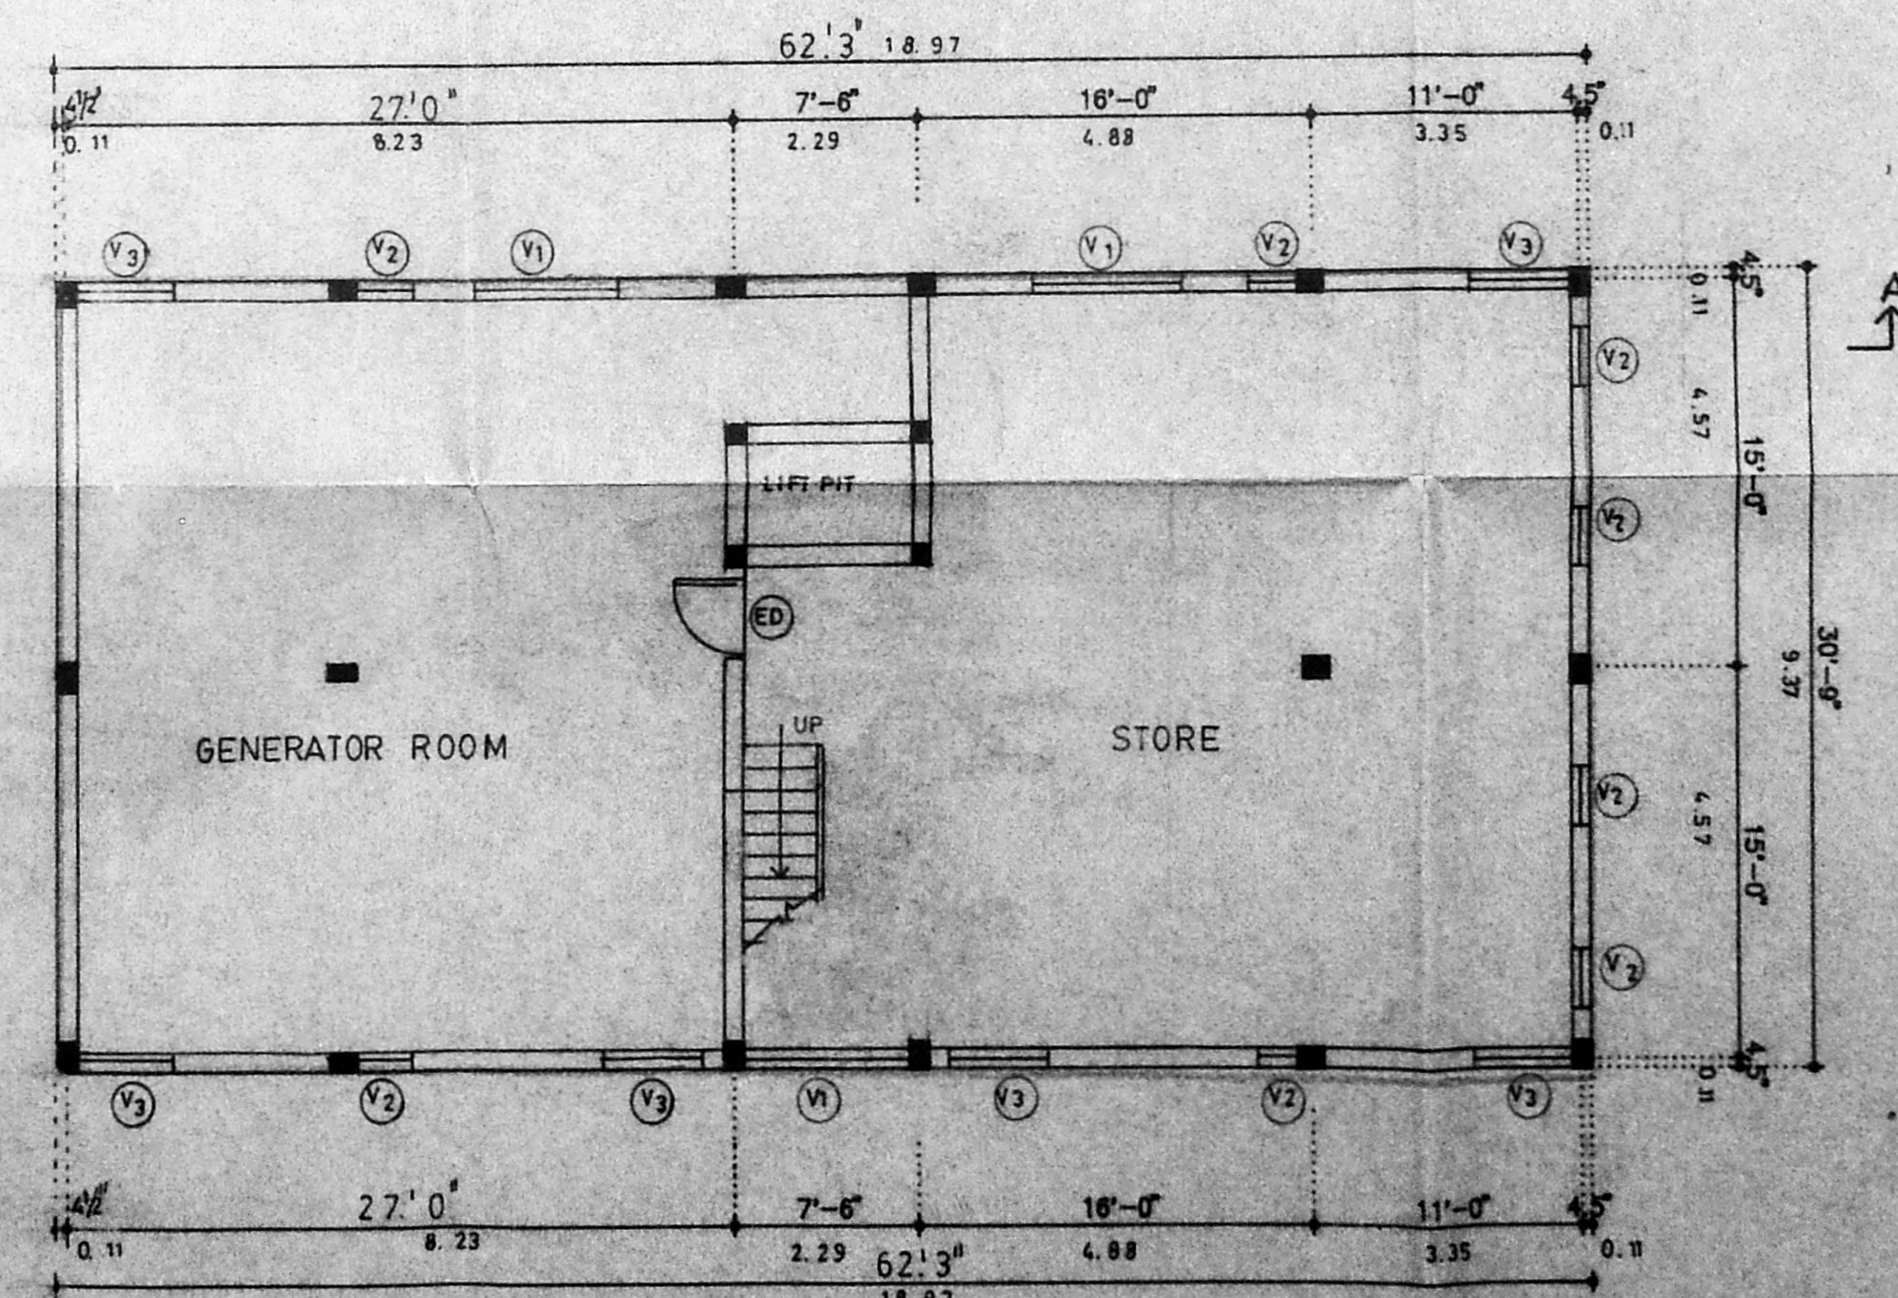 62'.3" 18.97
4½" 27'.0" 7'-6" 16'-0" 11'-0" 4.5"
0.11 8.23 2.29 4.88 3.35 0.11
V3 V2 V1 V1 V2 V3
4.5"
0.11
V2
4.57
15'-0"
LIFT PIT
V2
ED
30'-9"
9.37
UP
GENERATOR ROOM
STORE
V2
4.57
15'-0"
V2
4.5"
0.11
V3 V2 V3 V1 V3 V2 V3
4½" 27'.0" 7'-6" 16'-0" 11'-0" 4.5"
0.11 8.23 2.29 4.88 3.35 0.11
62'.3"